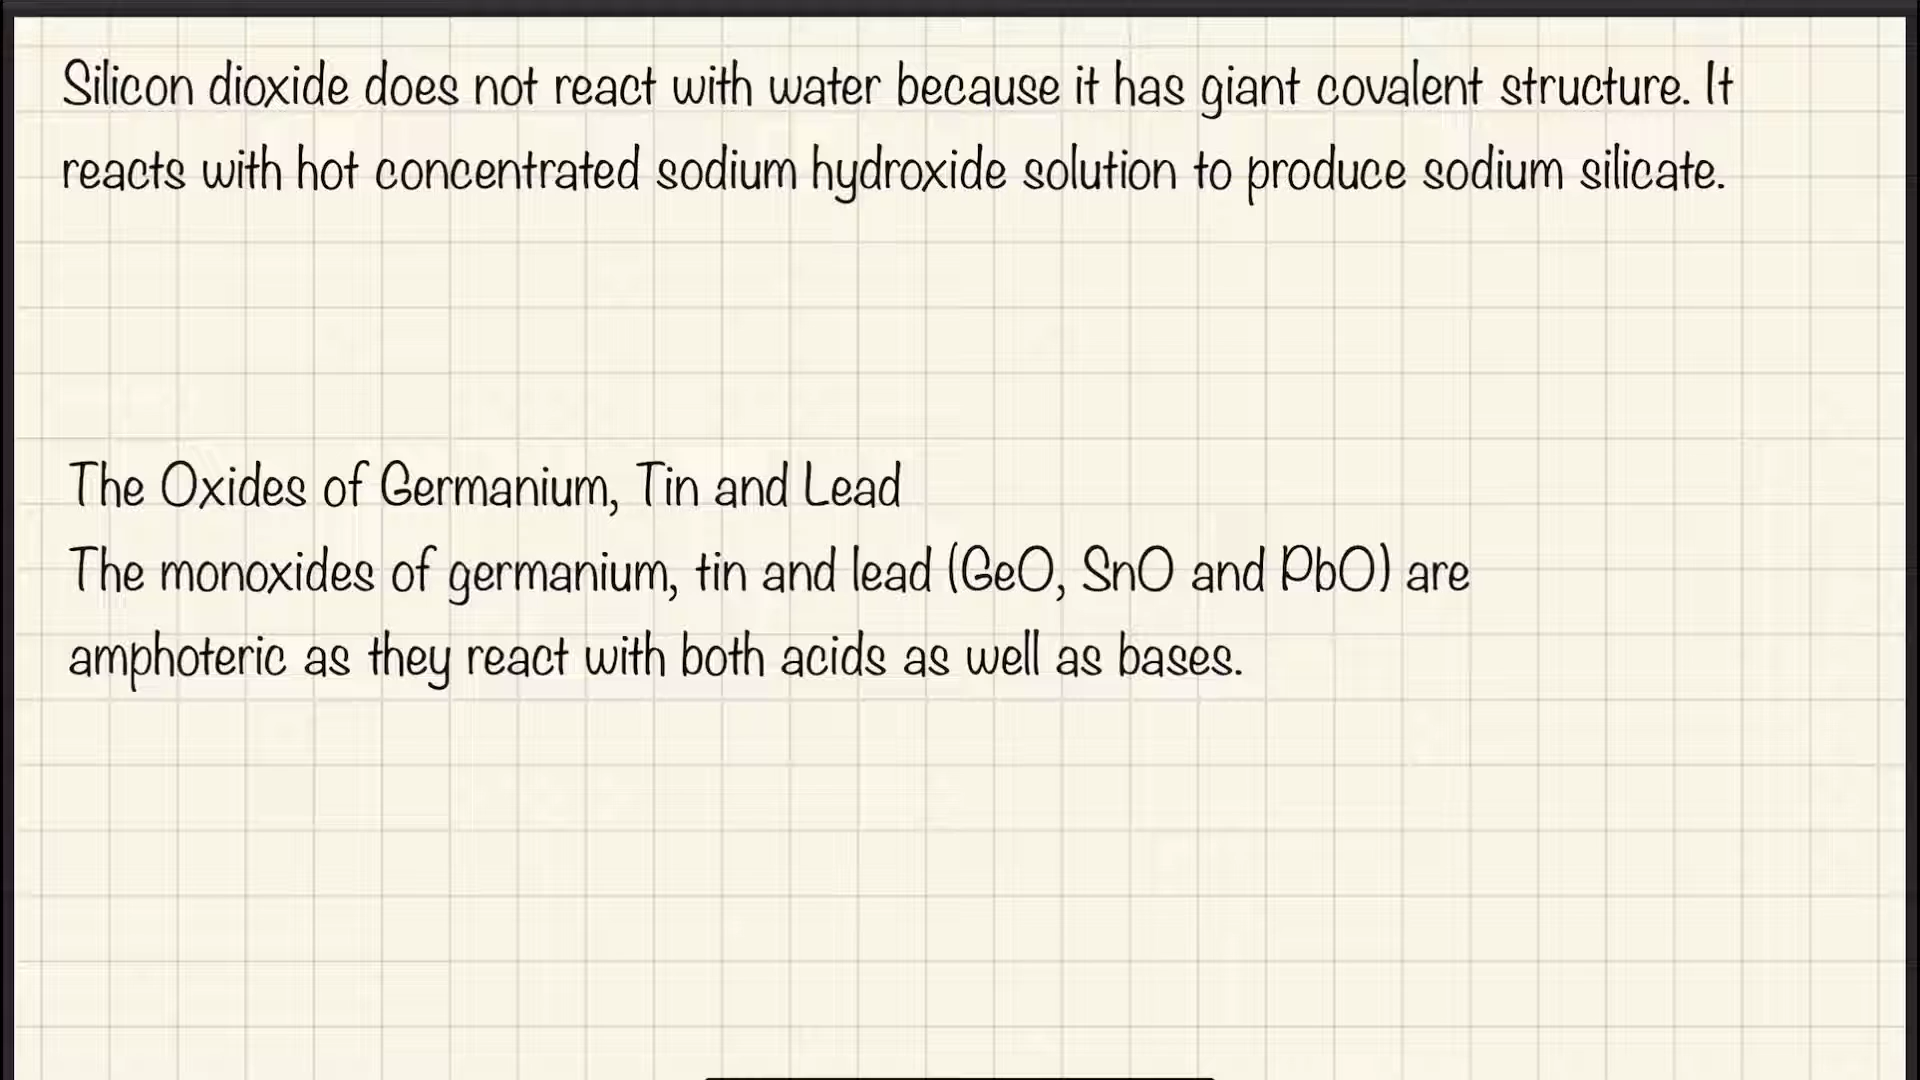 Silicon dioxide does not react with water because it has giant covalent structure. It
reacts with hot concentrated sodium hydroxide solution to produce sodium silicate.
The Oxides of Germanium, Tin and Lead
The monoxides of germanium, tin and lead (GeO, SnO and PbO) are
amphoteric as they react with both acids as well as bases.